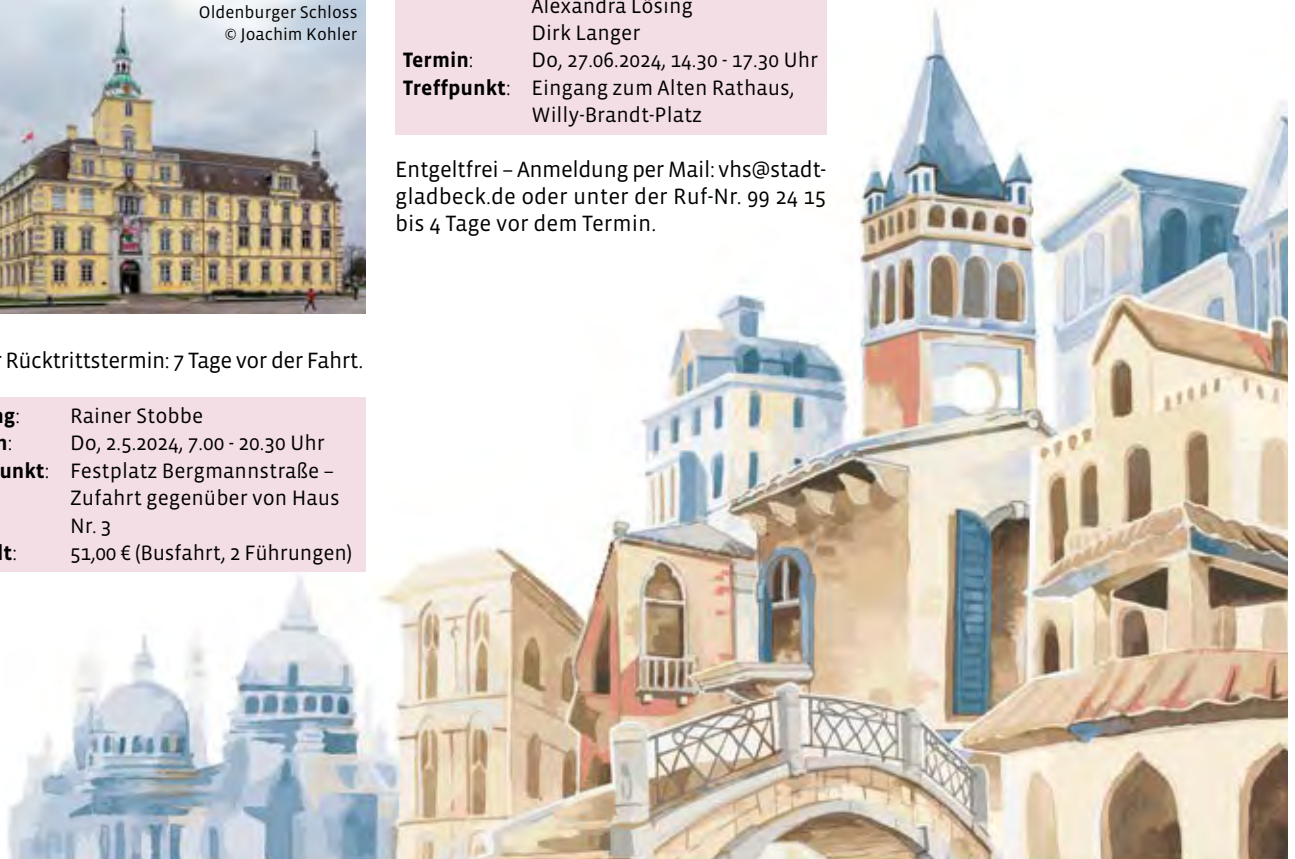 Oldenburger Schloss
© Joachim Kohler
r Rücktrittstermin: 7 Tage vor der Fahrt.
ng: Rainer Stobbe
n: Do, 2.5.2024, 7.00 - 20.30 Uhr
unkt: Festplatz Bergmannstraße –
Zufahrt gegenüber von Haus
Nr. 3
lt: 51,00 € (Busfahrt, 2 Führungen)
Alexandra Lösing
Dirk Langer
Termin: Do, 27.06.2024, 14.30 - 17.30 Uhr
Treffpunkt: Eingang zum Alten Rathaus,
Willy-Brandt-Platz
Entgeltfrei – Anmeldung per Mail: vhs@stadt-
gladbeck.de oder unter der Ruf-Nr. 99 24 15
bis 4 Tage vor dem Termin.